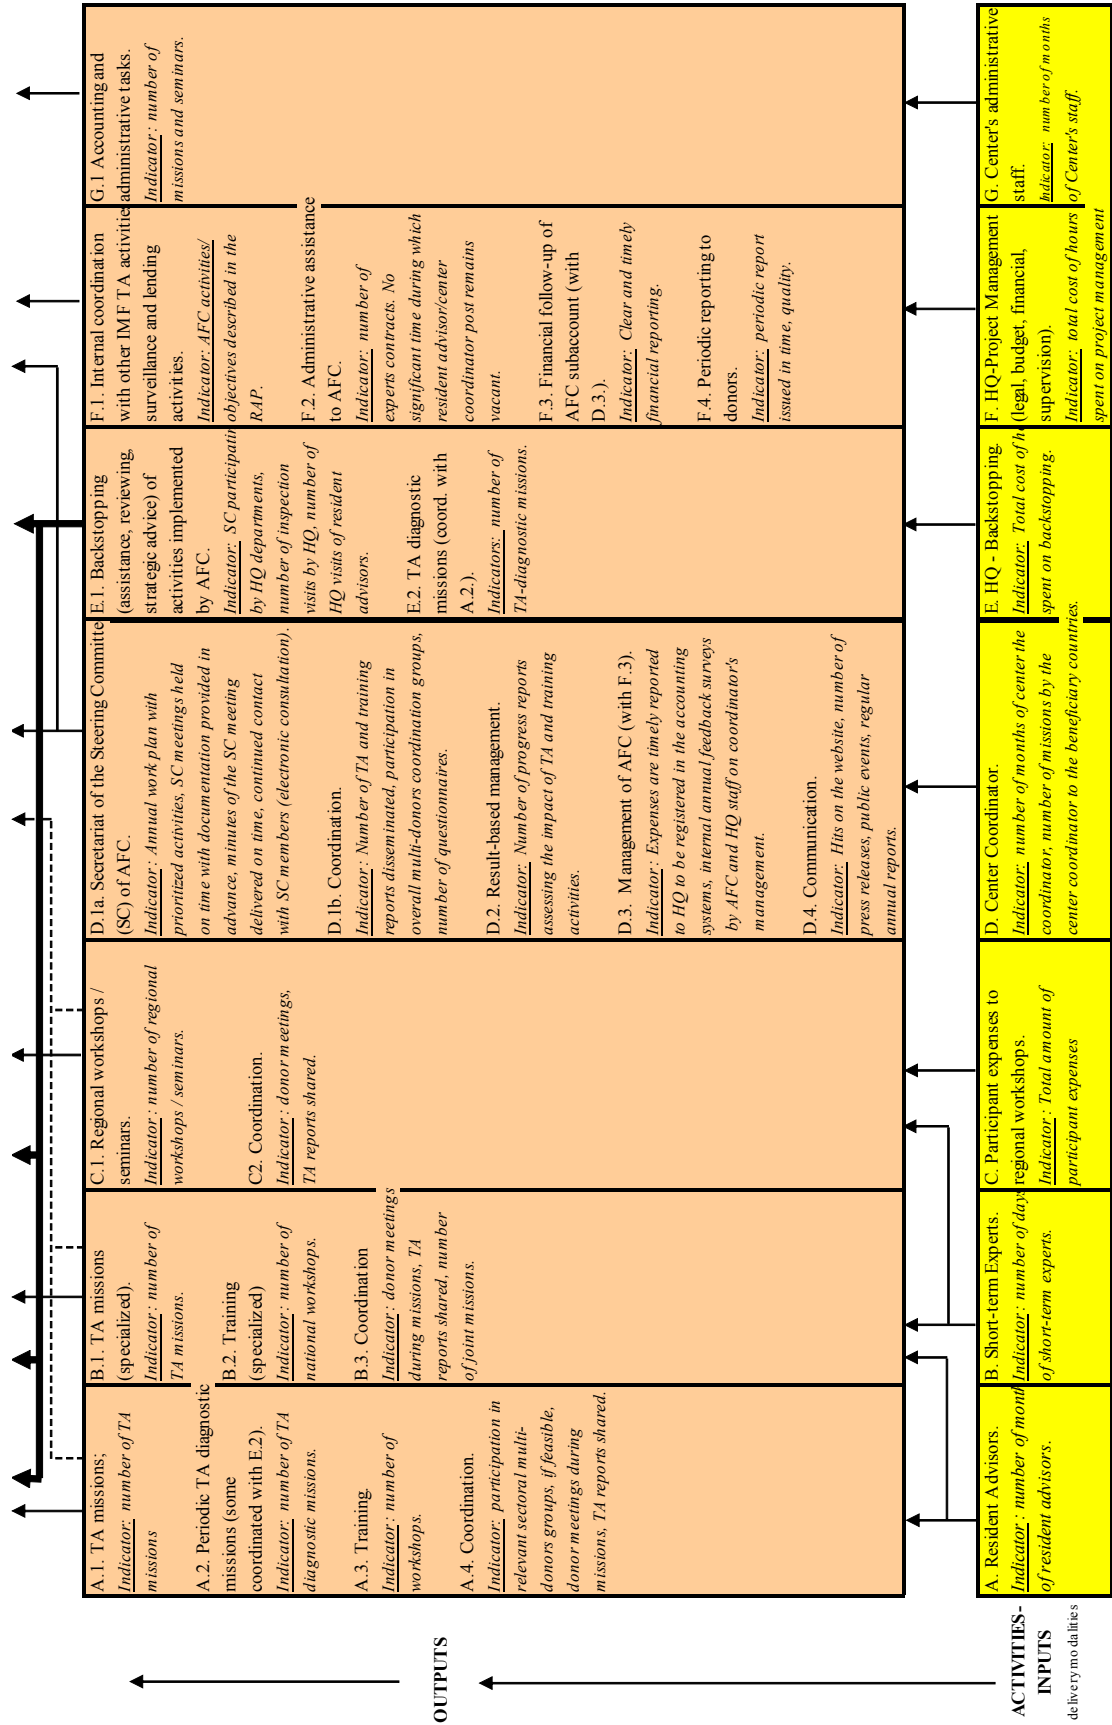 OUTPUTS
A.1. TA missions;
Indicator: number of TA
missions
A.2. Periodic TA diagnostic
missions (some
coordinated with E.2).
Indicator: number of TA
diagnostic missions.
A.3. Training.
Indicator: number of
workshops.
A.4. Coordination.
Indicator: participation in
relevant sectoral multi-
donors groups, if feasible,
donor meetings during
missions, TA reports shared.
B.1. TA missions
(specialized).
Indicator: number of
TA missions.
B.2. Training
(specialized)
Indicator: number of
national workshops.
B.3. Coordination
Indicator: donor meetings
during missions, TA
reports shared, number
of joint missions.
C.1. Regional workshops /
seminars.
Indicator: number of regional
workshops / seminars.
C2. Coordination.
Indicator: donor meetings,
TA reports shared.
D.1a. Secretariat of the Steering Committe
(SC) of AFC.
Indicator: Annual work plan with
prioritized activities, SC meetings held
on time with documentation provided in
advance, minutes of the SC meeting
delivered on time, continued contact
with SC members (electronic consultation).
D.1b. Coordination.
Indicator: Number of TA and training
reports disseminated, participation in
overall multi-donors coordination groups,
number of questionnaires.
D.2. Result-based management.
Indicator: Number of progress reports
assessing the impact of TA and training
activities.
D.3. Management of AFC (with F.3).
Indicator: Expenses are timely reported
to HQ to be registered in the accounting
systems, internal annual feedback surveys
by AFC and HQ staff on coordinator's
management.
D.4. Communication.
Indicator: Hits on the website, number of
press releases, public events, regular
annual reports.
E.1. Backstopping
(assistance, reviewing,
strategic advice) of
activities implemented
by AFC.
Indicator: SC participatin
by HQ departments,
number of inspection
visits by HQ, number of
HQ visits of resident
advisors.
E.2. TA diagnostic
missions (coord. with
A.2.).
Indicators: number of
TA-diagnostic missions.
F.1. Internal coordination
with other IMF TA activitie
surveillance and lending
activities.
Indicator: AFC activities/
objectives described in the
RAP.
F.2. Administrative assistance
to AFC.
Indicator: number of
experts contracts. No
significant time during which
resident advisor/center
coordinator post remains
vacant.
F.3. Financial follow-up of
AFC subaccount (with
D.3,).
Indicator: Clear and timely
financial reporting.
F.4. Periodic reporting to
donors.
Indicator: periodic report
issued in time, quality.
G.1 Accounting and
administrative tasks.
Indicator: number of
missions and seminars.
ACTIVITIES-
INPUTS
delivery modalities
A. Resident Advisors.
Indicator: number of month
of resident advisors.
B. Short-term Experts.
Indicator: number of days
of short-term experts.
C. Participant expenses to
regional workshops.
Indicator: Total amount of
participant expenses
D. Center Coordinator.
Indicator: number of months of center the
coordinator, number of missions by the
center coordinator to the beneficiary countries.
E. HQ - Backstopping.
Indicator: Total cost of h
spent on backstopping.
F. HQ-Project Management
(legal, budget, financial,
supervision).
Indicator: total cost of hours
spent on project management
G. Center's administrative
staff.
Indicator: number of months
of Center's staff.